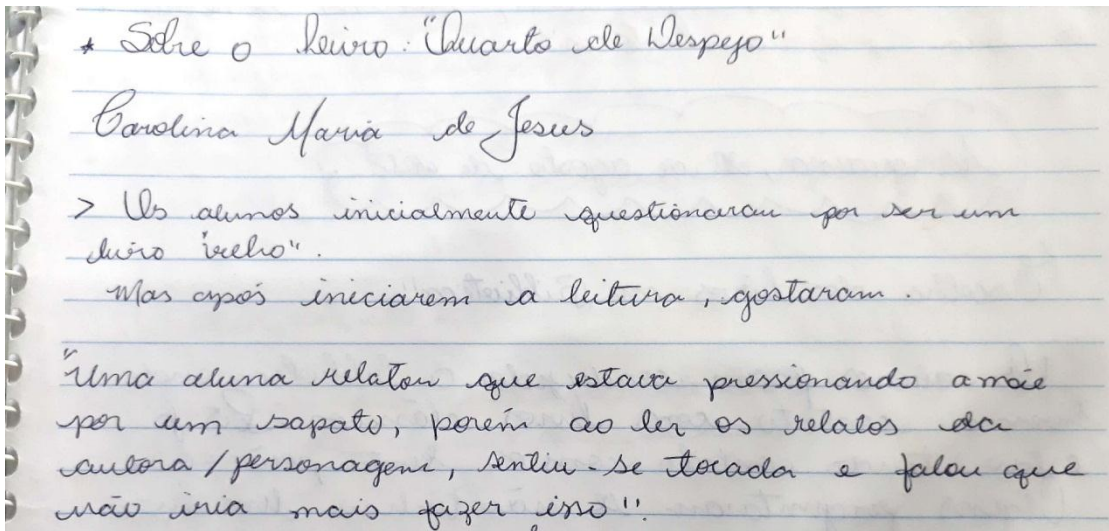 * Sobre o livro: "Quarto de Despejo"
Carolina Maria de Jesus
> Os alunos inicialmente questionaram por ser um
livro "velho".
Mas após iniciarem a leitura, gostaram.
"Uma aluna relatou que estava pressionando a mãe
por um sapato, porém ao ler os relatos da
autora/personagem, sentiu-se tocada e falou que
não iria mais fazer isso".